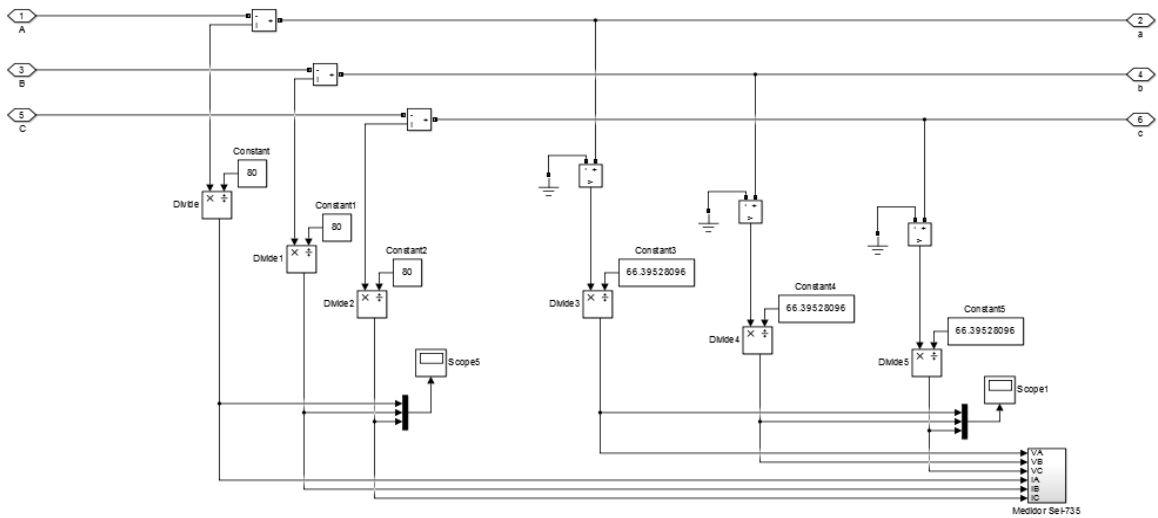 1
A
- +
i
2
a
3
B
- +
i
4
b
5
C
- +
i
6
c
Constant
80
× ÷
Divide
Constant1
80
× ÷
Divide1
Constant2
80
× ÷
Divide2
- +
v
- +
v
- +
v
Constant3
66.39528096
× ÷
Divide3
Constant4
66.39528096
× ÷
Divide4
Constant5
66.39528096
× ÷
Divide5
Scope5
Scope1
VA
VB
VC
IA
IB
IC
Medidor Sel-735